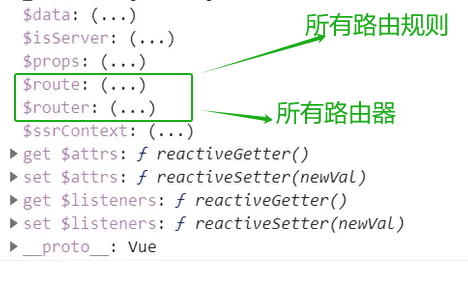 $data: (...)
所有路由规则
$isServer: (...)
$props: (...)
$route: (...)
$router: (...)
所有路由器
$ssrContext: (...)
get $attrs: ƒ reactiveGetter()
set $attrs: ƒ reactiveSetter(newVal)
get $listeners: ƒ reactiveGetter()
set $listeners: ƒ reactiveSetter(newVal)
__proto__: Vue